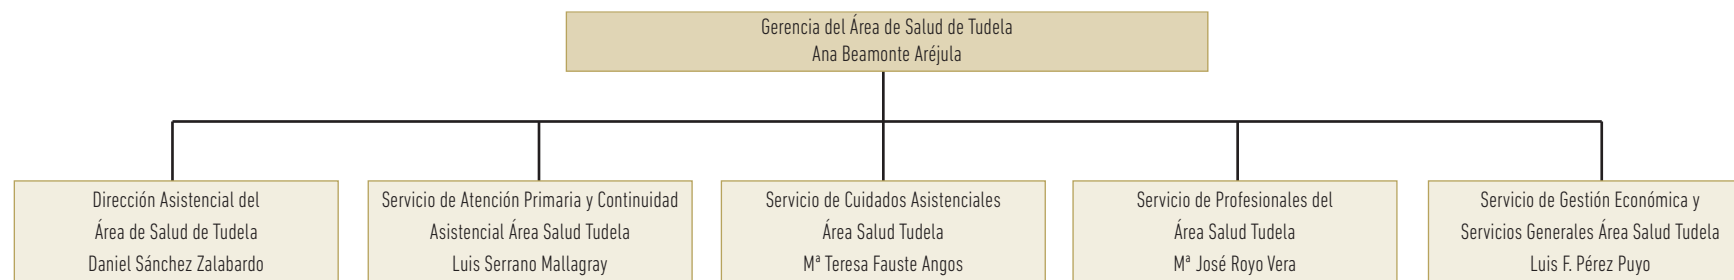 Gerencia del Área de Salud de Tudela
Ana Beamonte Aréjula
Dirección Asistencial del
Área de Salud de Tudela
Daniel Sánchez Zalabardo
Servicio de Atención Primaria y Continuidad
Asistencial Área Salud Tudela
Luis Serrano Mallagray
Servicio de Cuidados Asistenciales
Área Salud Tudela
Mª Teresa Fauste Angos
Servicio de Profesionales del
Área Salud Tudela
Mª José Royo Vera
Servicio de Gestión Económica y
Servicios Generales Área Salud Tudela
Luis F. Pérez Puyo